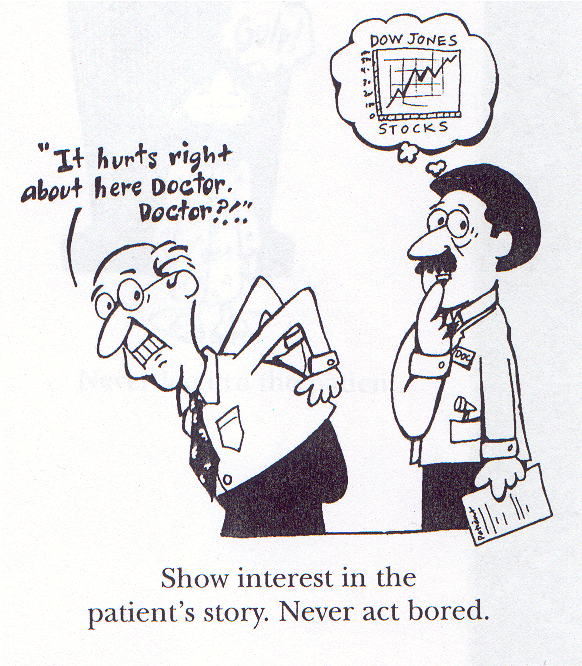 DOW JONES
STOCKS
"It hurts right
about here Doctor.
Doctor?!"
DOC
Patient
Show interest in the
patient's story. Never act bored.